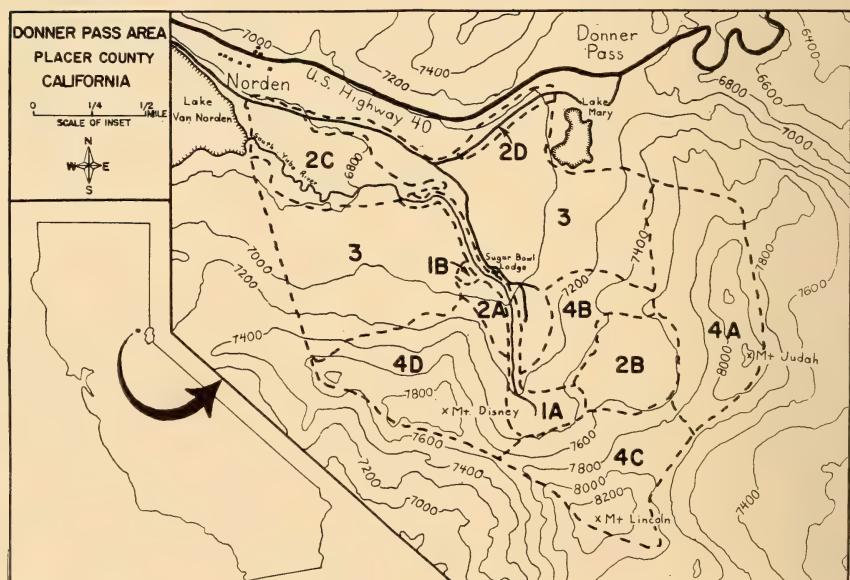 DONNER PASS AREA
PLACER COUNTY
CALIFORNIA
0 1/4 1/2 MILE
SCALE OF INSET
N
W E
S
7000
Norden
U.S. Highway 40
7200
7400
Donner
Pass
6400
6600
6800
7000
Lake
Van Norden
South Yuba River
2C
6800
2D
Lake
Mary
3
3
7400
7000
7200
1B
Sugar Bowl
Lodge
7200
2A
4B
7800
7600
7400
4D
2B
4A
8000
x Mt. Judah
7800
x Mt. Disney
1A
7600
7600
7400
7200
7000
7800
4C
8000
8200
x Mt Lincoln
7400